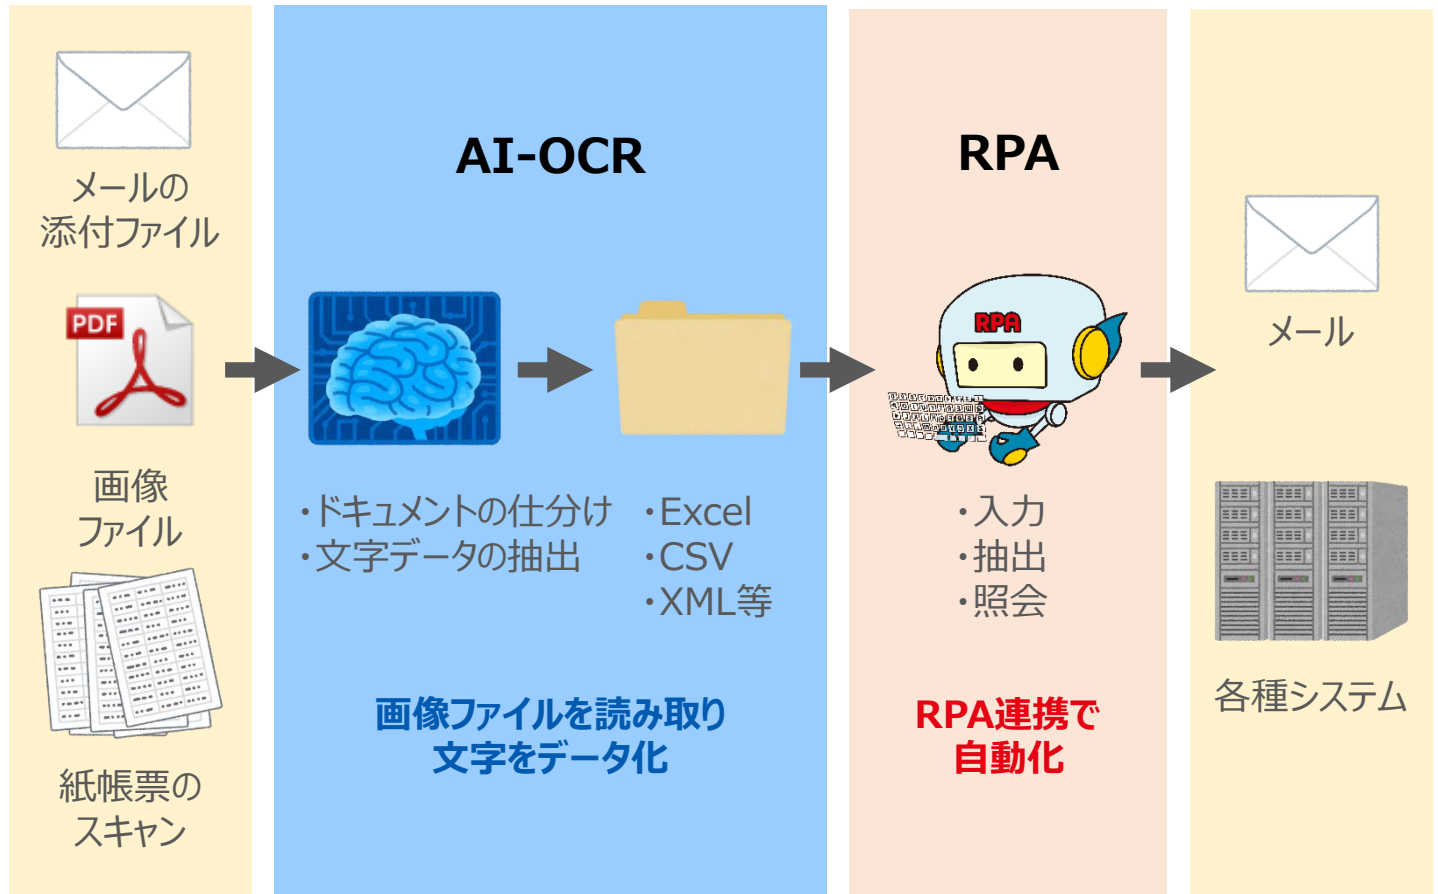 メールの
添付ファイル
PDF
画像
ファイル
紙帳票の
スキャン
AI-OCR
・ドキュメントの仕分け
・文字データの抽出
・Excel
・CSV
・XML等
画像ファイルを読み取り
文字をデータ化
RPA
RPA
・入力
・抽出
・照会
RPA連携で
自動化
メール
各種システム